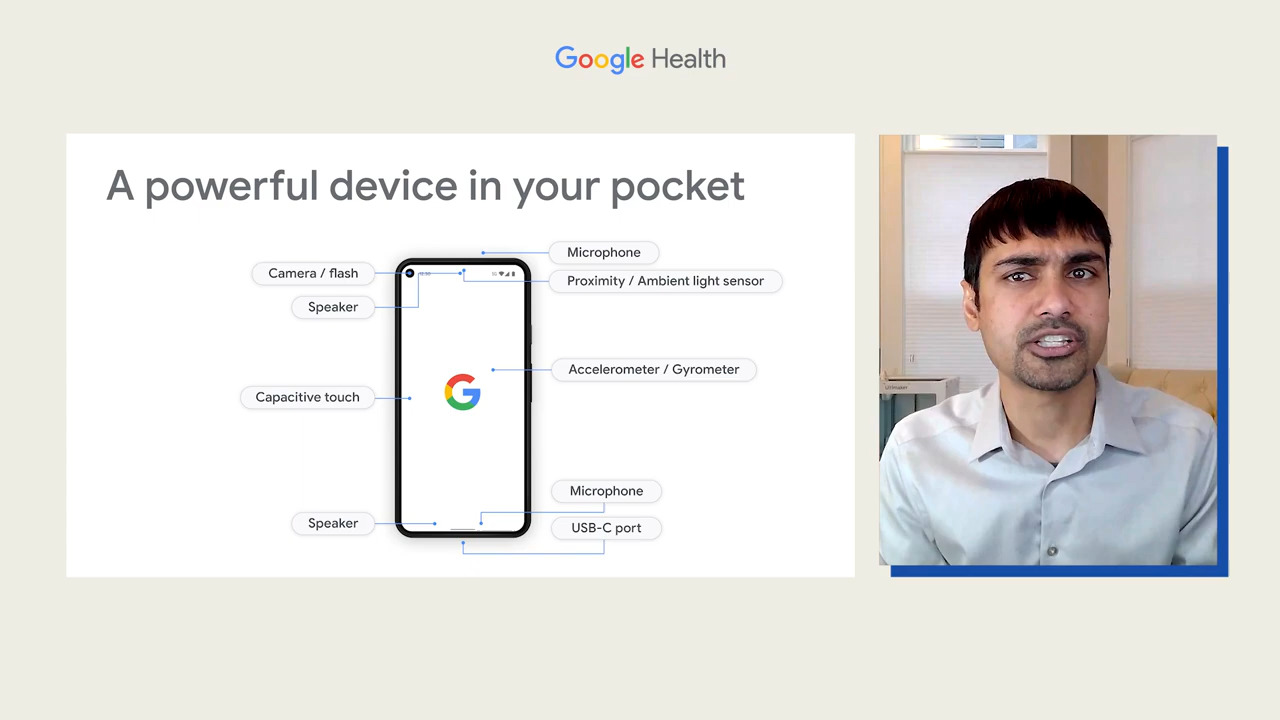 Google Health
A powerful device in your pocket
Microphone
Camera / flash
Proximity / Ambient light sensor
Speaker
Accelerometer / Gyrometer
Capacitive touch
Microphone
Speaker
USB-C port